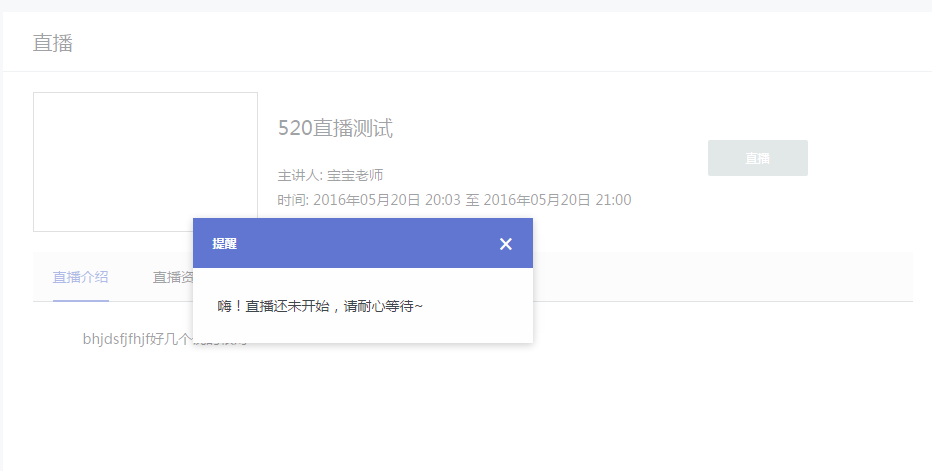 直播
520直播测试
直播
主讲人: 宝宝老师
时间: 2016年05月20日 20:03 至 2016年05月20日 21:00
提醒
直播介绍
直播资
嗨！直播还未开始，请耐心等待~
bhjdsfjfhjf好几个